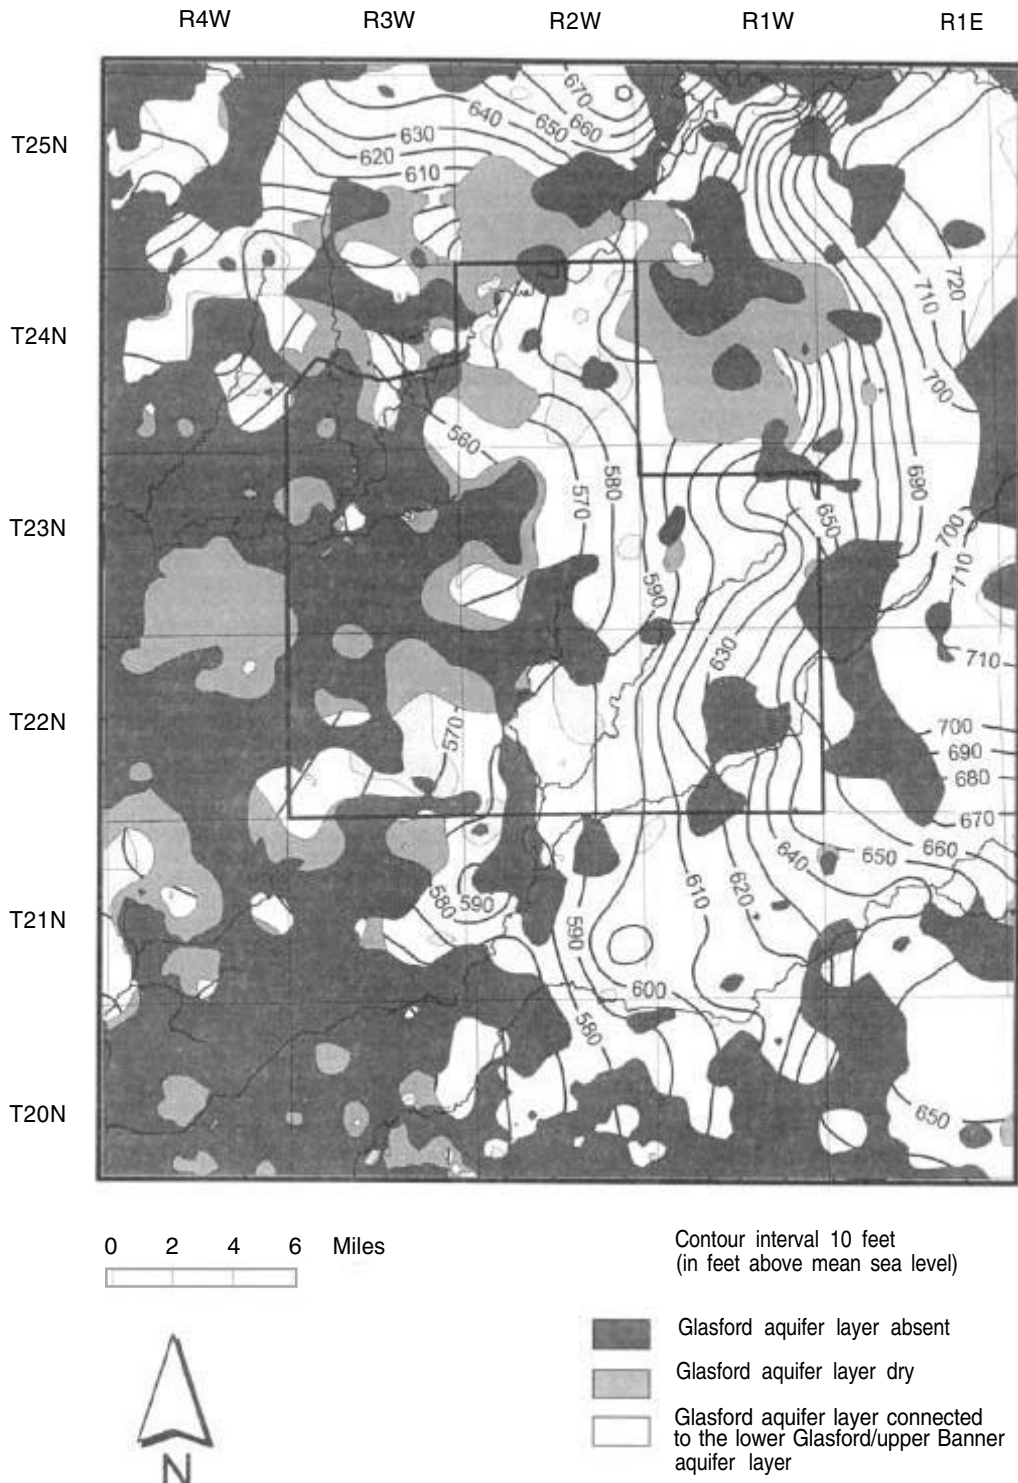 R4W R3W R2W R1W R1E
T25N
T24N
T23N
T22N
T21N
T20N
670
640
650
660
630
620
610
720
710
700
560
580
570
690
650
700
710
590
630
710
570
700
690
680
670
660
650
640
610
620
580
590
590
600
580
650
0 2 4 6 Miles
Contour interval 10 feet
(in feet above mean sea level)
Glasford aquifer layer absent
Glasford aquifer layer dry
Glasford aquifer layer connected
to the lower Glasford/upper Banner
aquifer layer
N